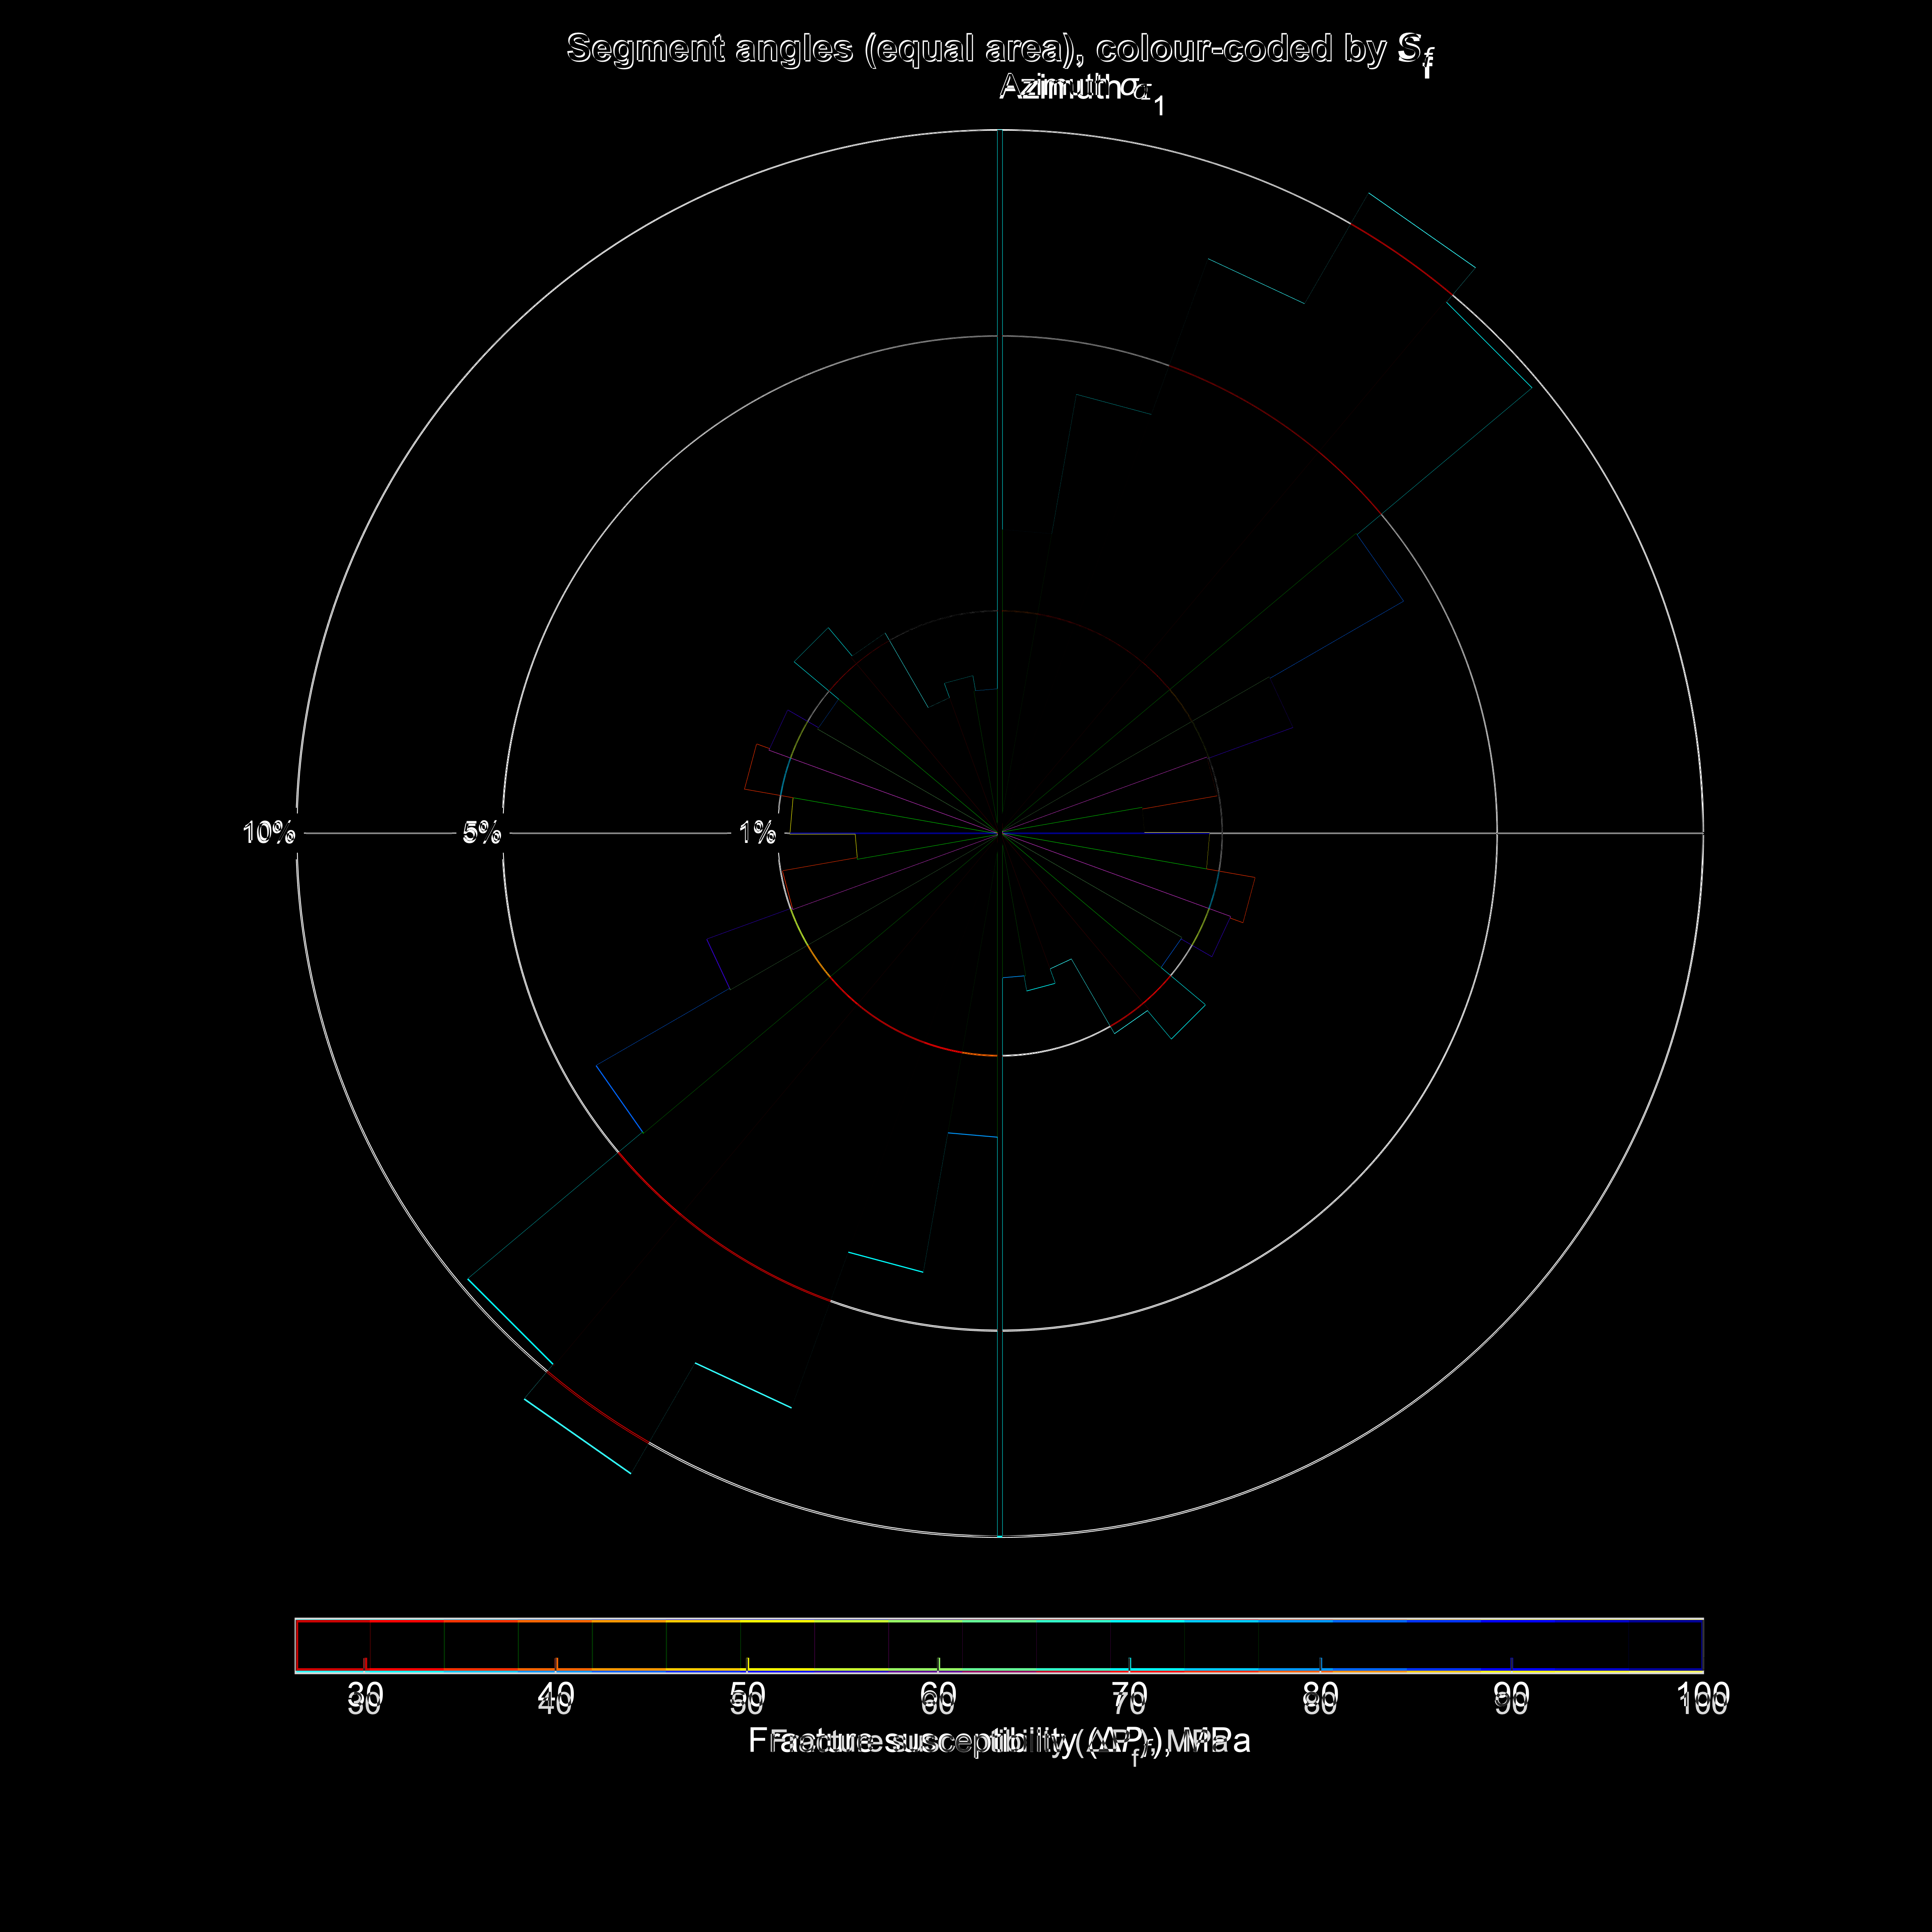 Segment angles (equal area), colour-coded by Sf
Azimuth σ1
10% 5% 1%
30 40 50 60 70 80 90 100
Fracture susceptibility (ΔPf), MPa